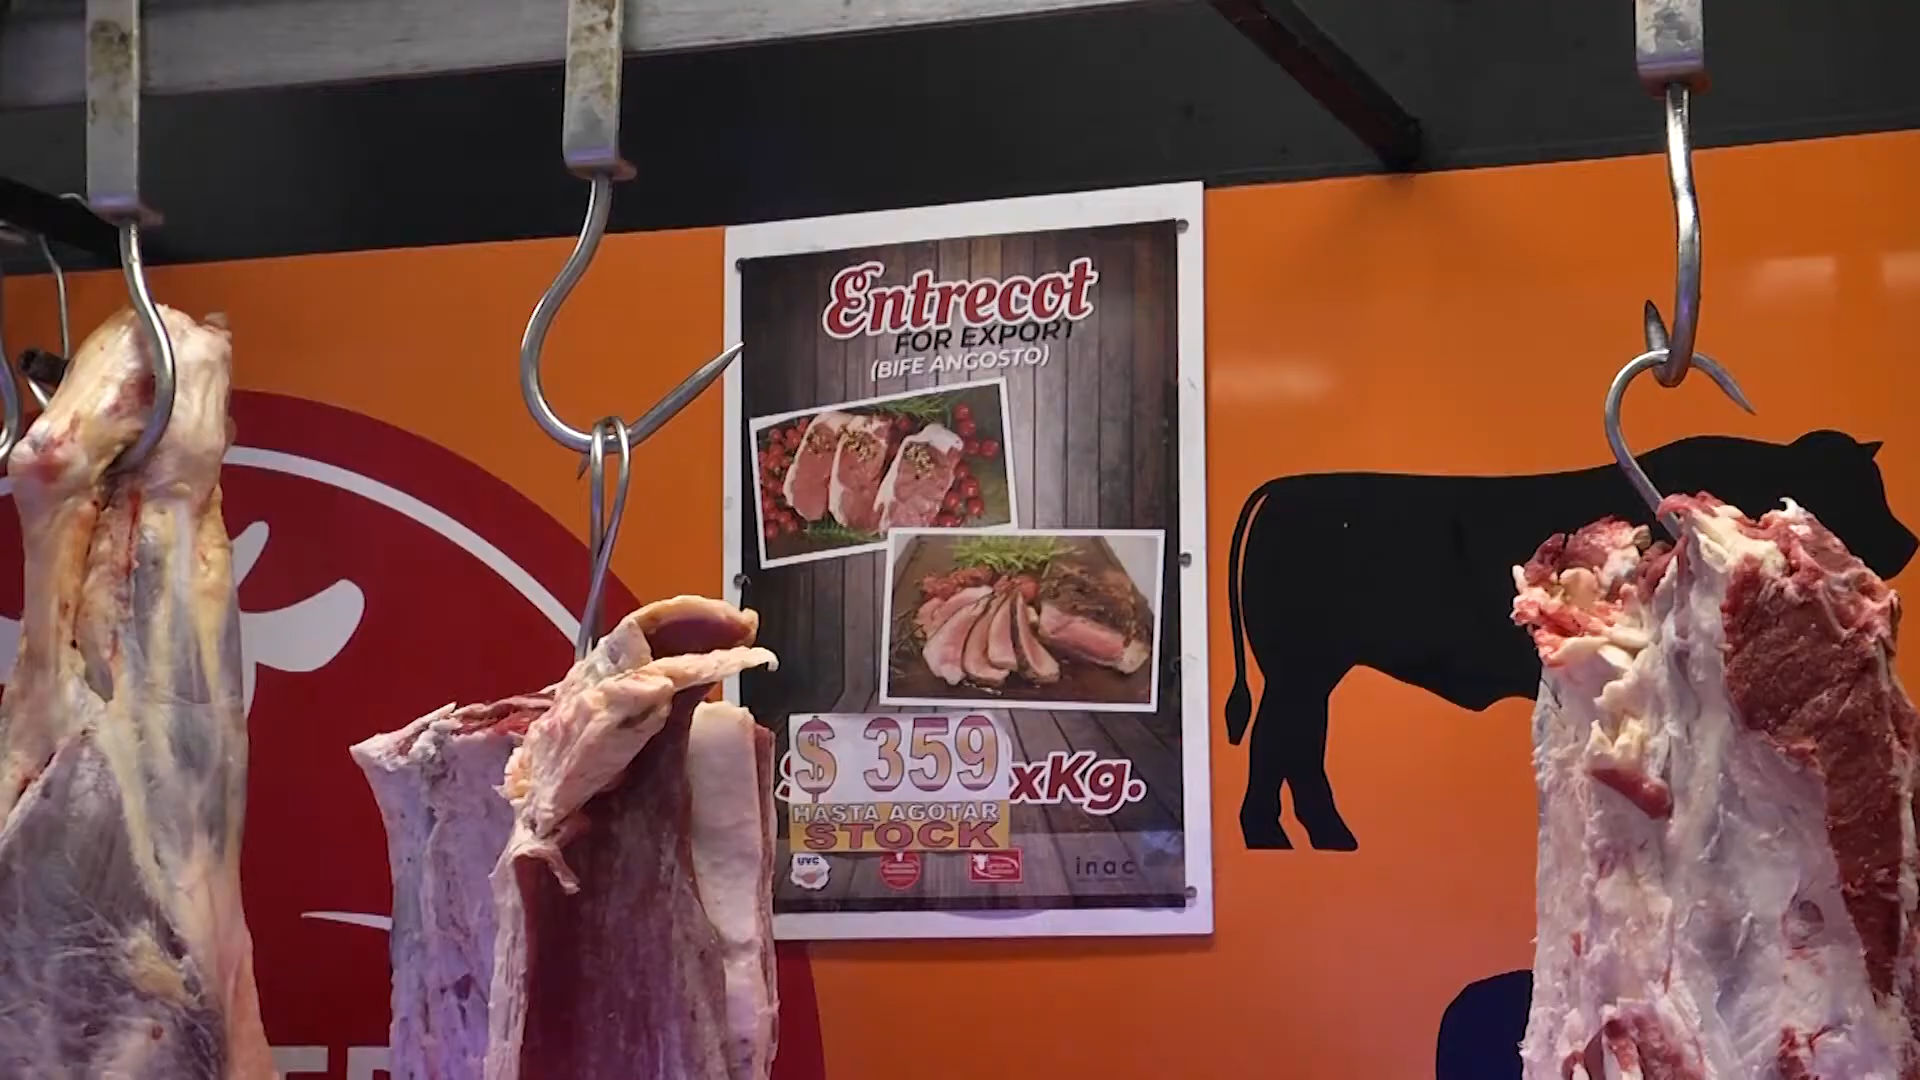 Entrecot
FOR EXPORT
(BIFE ANGOSTO)
$ 359
xKg.
HASTA AGOTAR
STOCK
UVC
inac